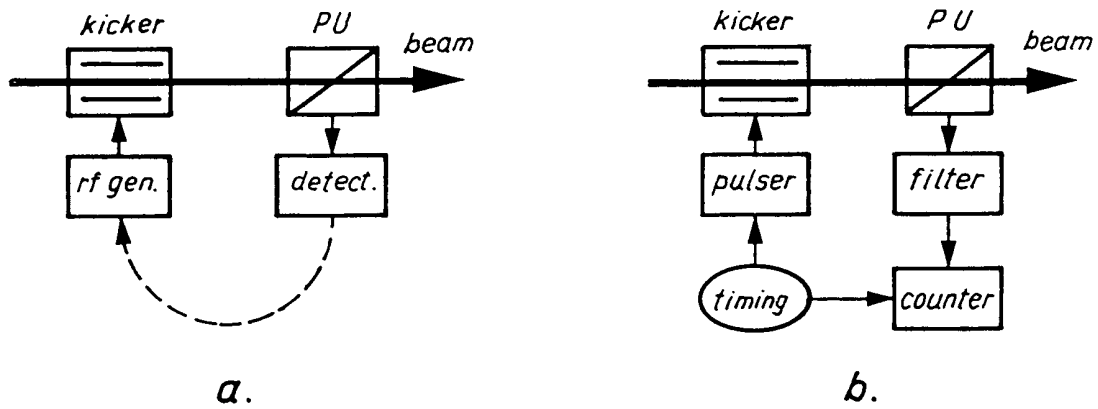 kicker
PU
beam
rf gen.
detect.
a.
kicker
PU
beam
pulser
filter
timing
counter
b.